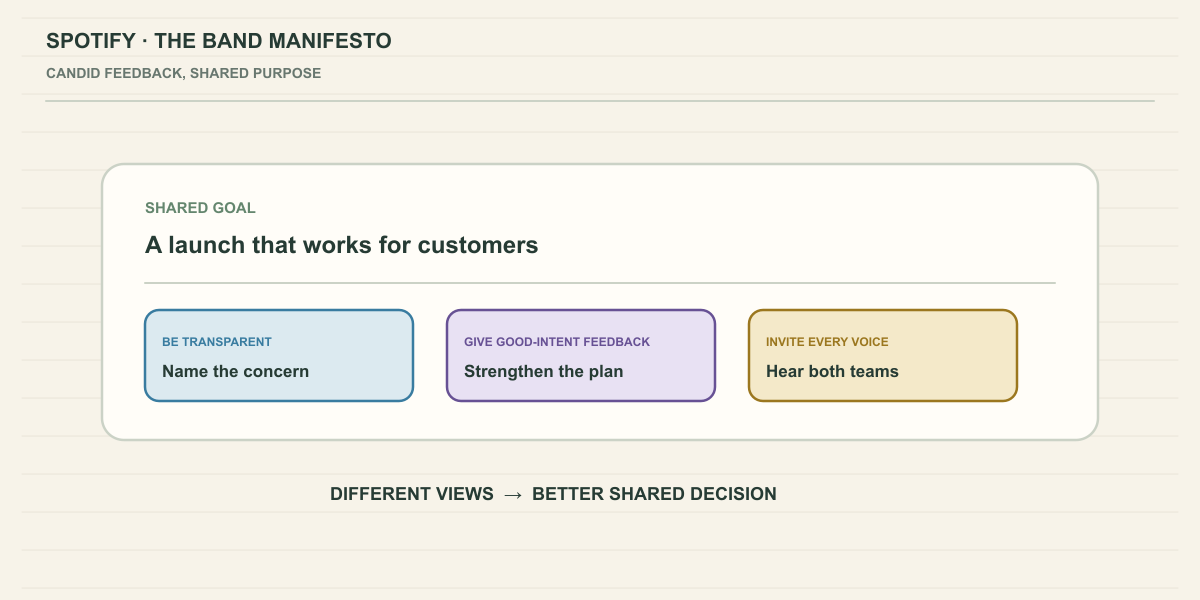 SPOTIFY · THE BAND MANIFESTO
CANDID FEEDBACK, SHARED PURPOSE
SHARED GOAL
A launch that works for customers
BE TRANSPARENT
Name the concern
GIVE GOOD-INTENT FEEDBACK
Strengthen the plan
INVITE EVERY VOICE
Hear both teams
DIFFERENT VIEWS → BETTER SHARED DECISION